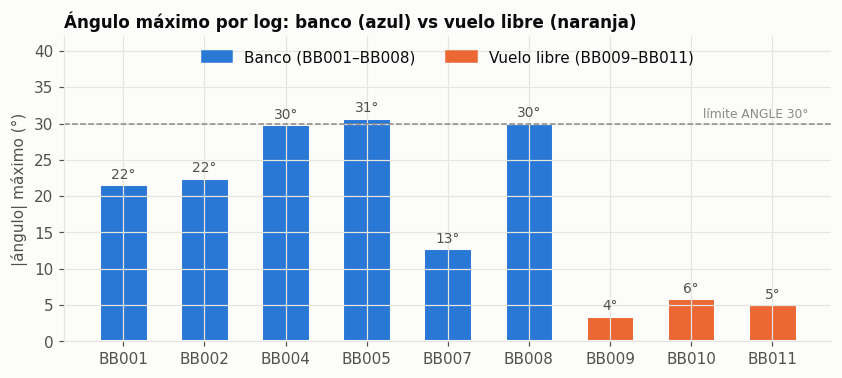 Ángulo máximo por log: banco (azul) vs vuelo libre (naranja)
Banco (BB001–BB008)
Vuelo libre (BB009–BB011)
|ángulo| máximo (°)
40
35
30
25
20
15
10
5
0
límite ANGLE 30°
22°
22°
30°
31°
13°
30°
4°
6°
5°
BB001
BB002
BB004
BB005
BB007
BB008
BB009
BB010
BB011